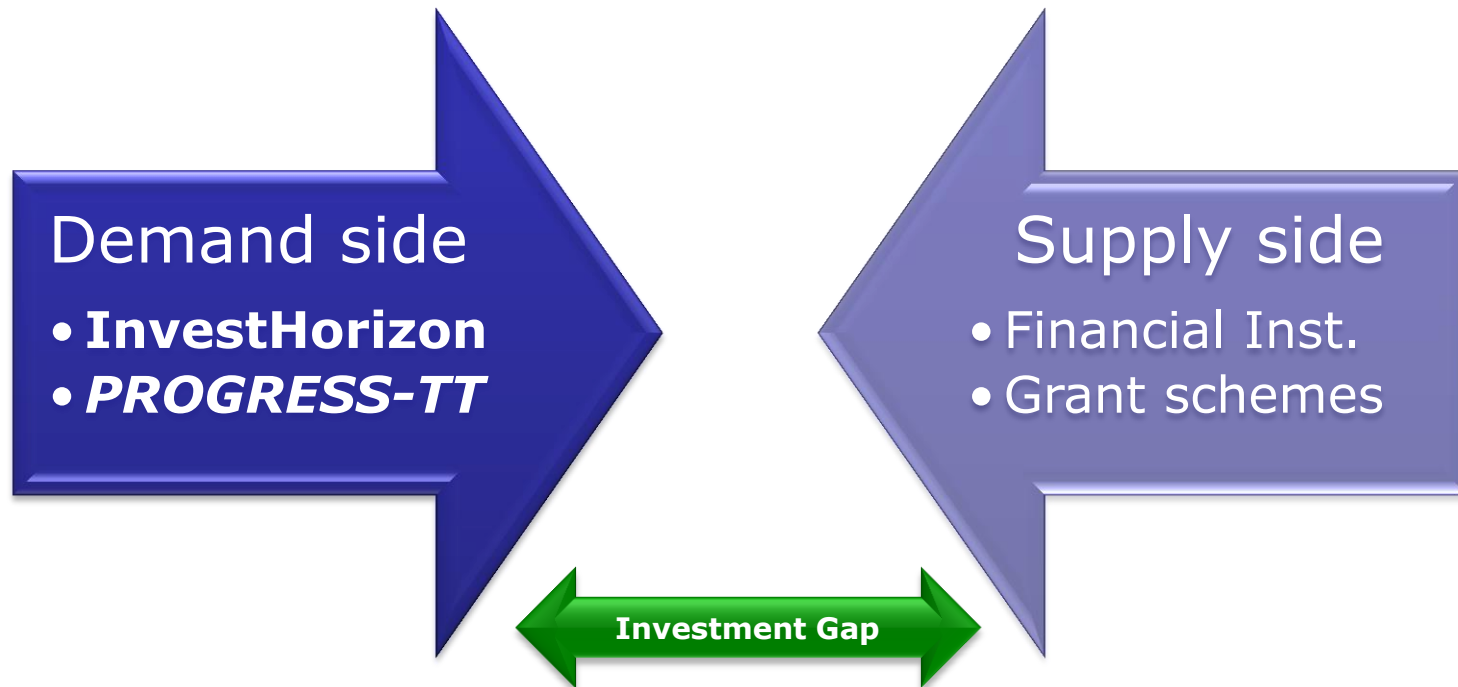 Demand side
• InvestHorizon
• PROGRESS-TT
Supply side
• Financial Inst.
• Grant schemes
Investment Gap